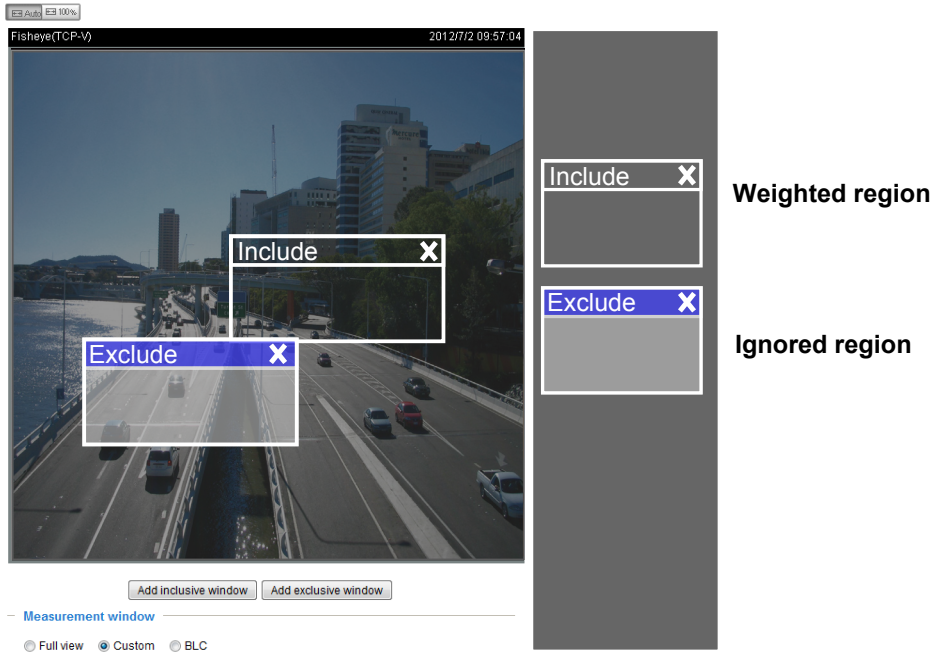 Auto 100%
Fisheye(TCP-V) 2012/7/2 09:57:04
Include
Weighted region
Include
Exclude
Ignored region
Exclude
Add inclusive window Add exclusive window
Measurement window
Full view Custom BLC